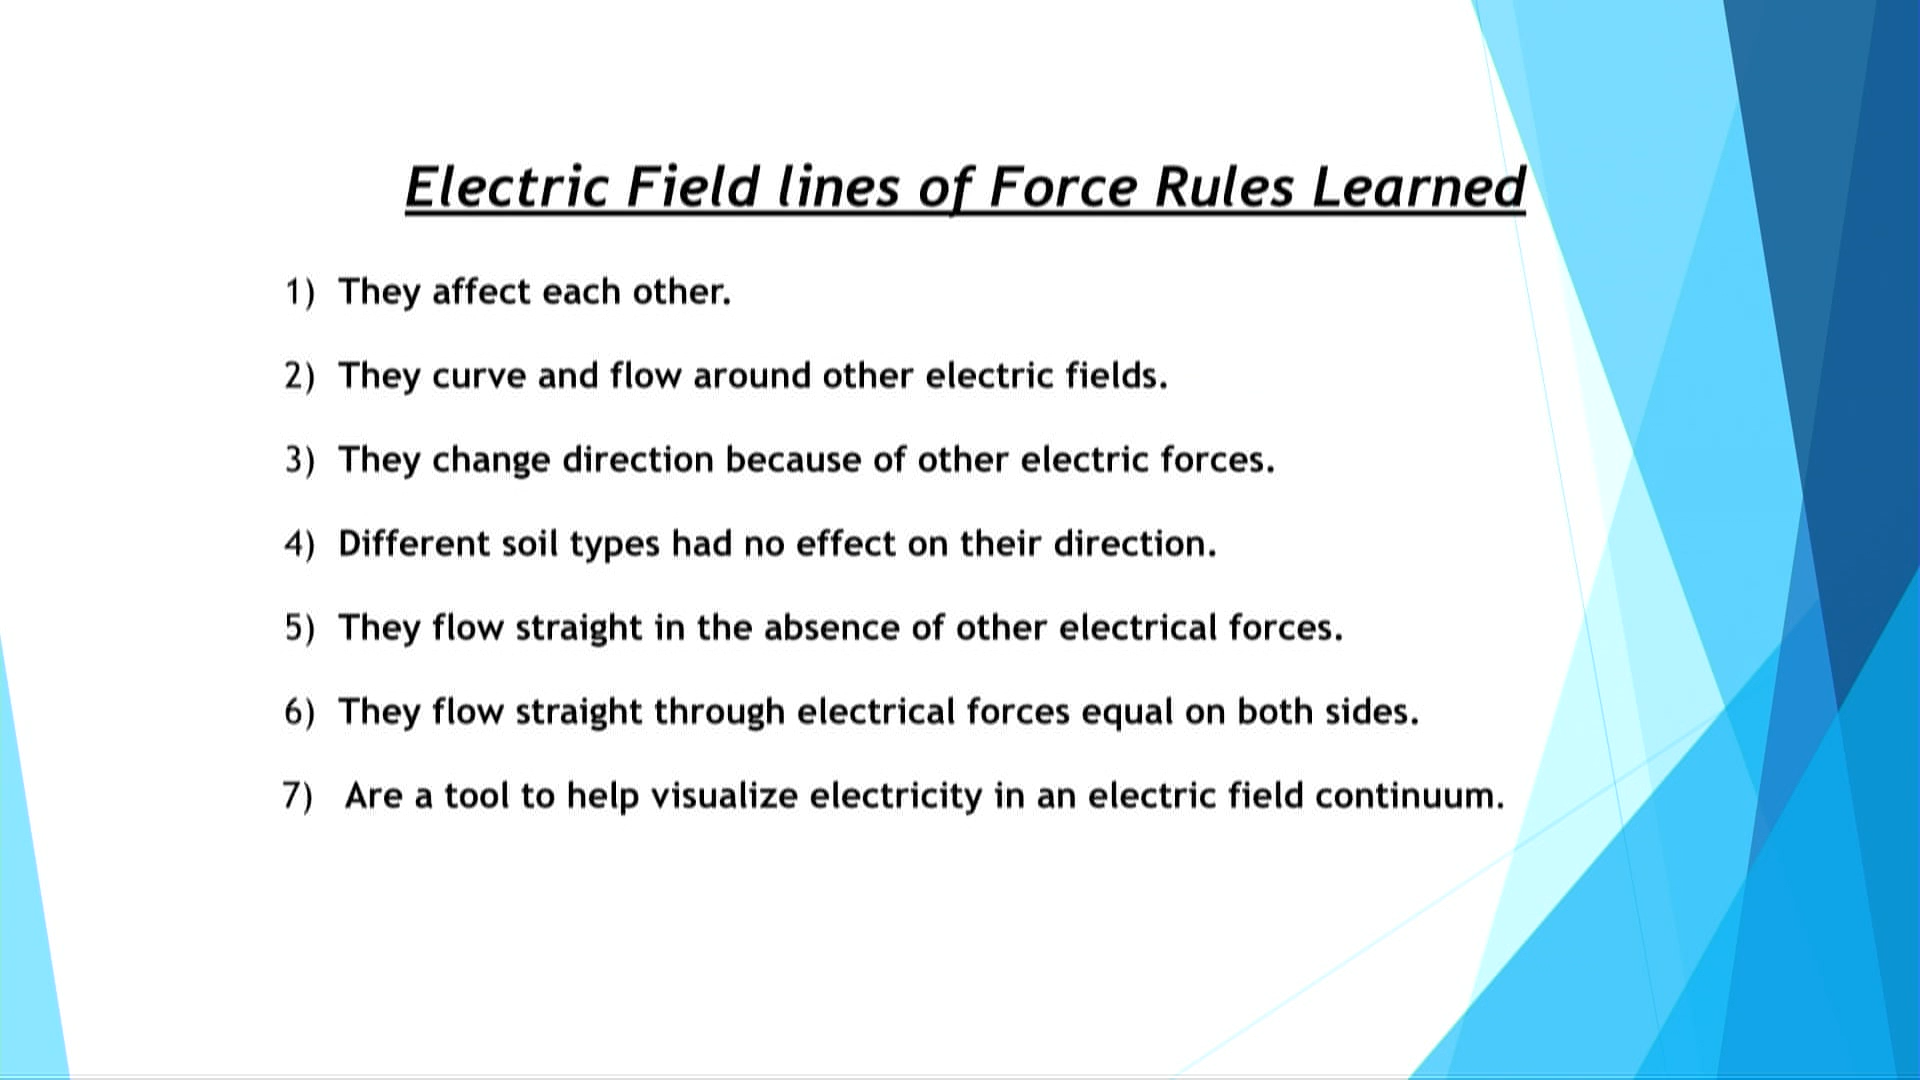 Electric Field lines of Force Rules Learned
1) They affect each other.
2) They curve and flow around other electric fields.
3) They change direction because of other electric forces.
4) Different soil types had no effect on their direction.
5) They flow straight in the absence of other electrical forces.
6) They flow straight through electrical forces equal on both sides.
7) Are a tool to help visualize electricity in an electric field continuum.